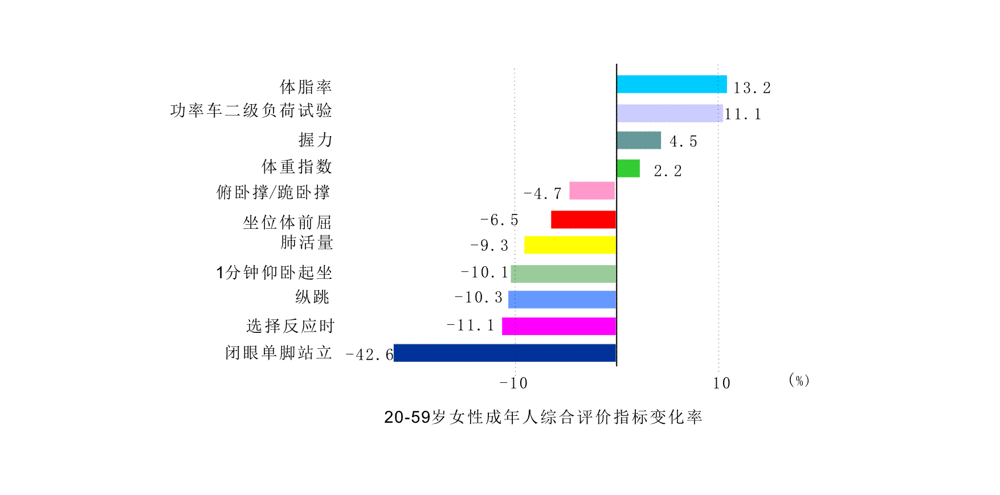 体脂率 13.2
功率车二级负荷试验 11.1
握力 4.5
体重指数 2.2
俯卧撑/跪卧撑 -4.7
坐位体前屈 -6.5
肺活量 -9.3
1分钟仰卧起坐 -10.1
纵跳 -10.3
选择反应时 -11.1
闭眼单脚站立 -42.6
-10 10 (%)
20-59岁女性成年人综合评价指标变化率